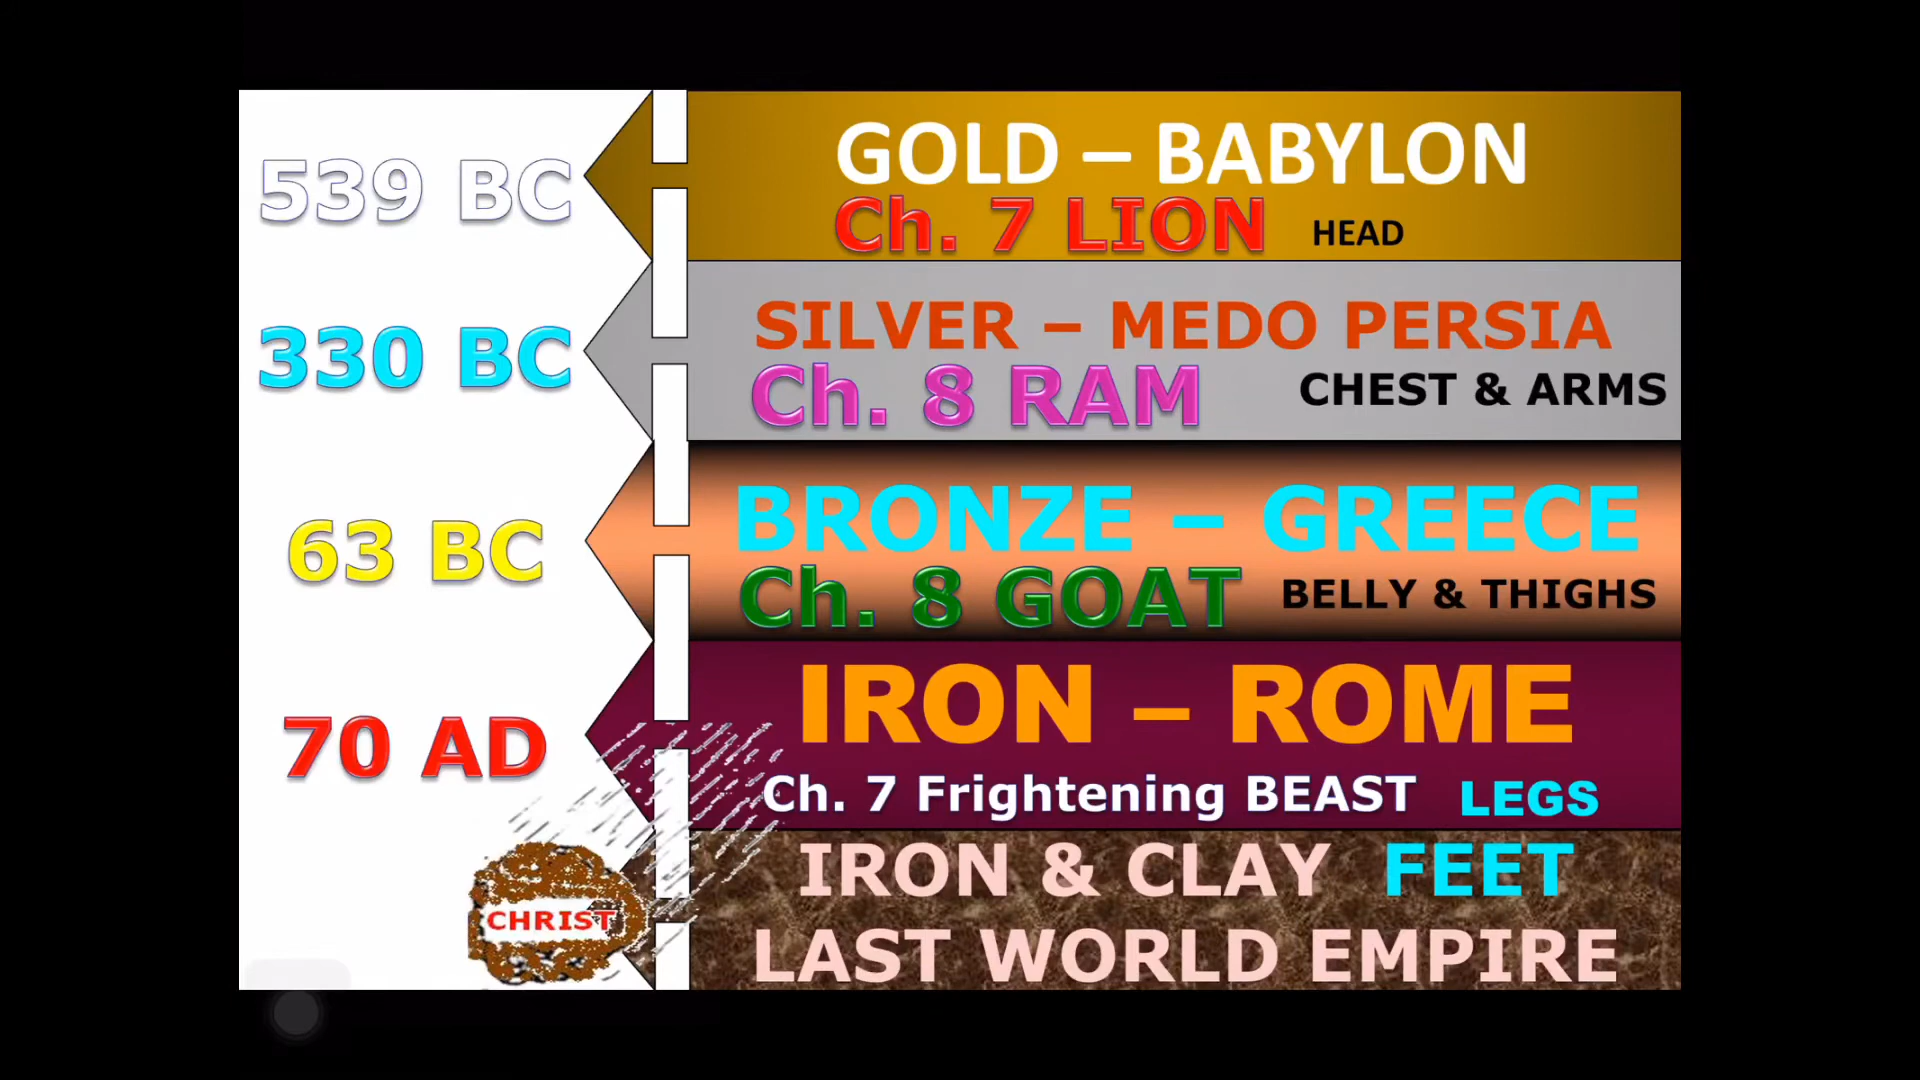 539 BC
GOLD – BABYLON
Ch. 7 LION HEAD
330 BC
SILVER – MEDO PERSIA
Ch. 8 RAM CHEST & ARMS
63 BC
BRONZE – GREECE
Ch. 8 GOAT BELLY & THIGHS
70 AD
IRON – ROME
Ch. 7 Frightening BEAST LEGS
IRON & CLAY FEET
CHRIST
LAST WORLD EMPIRE